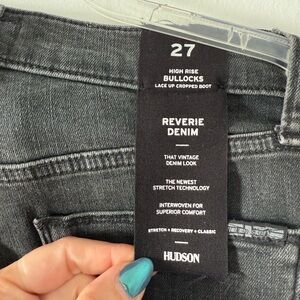 27
HIGH RISE
BULLOCKS
LACE UP CROPPED BOOT
REVERIE
DENIM
THAT VINTAGE
DENIM LOOK
THE NEWEST
STRETCH TECHNOLOGY
INTERWOVEN FOR
SUPERIOR COMFORT
STRETCH + RECOVERY = CLASSIC
HUDSON